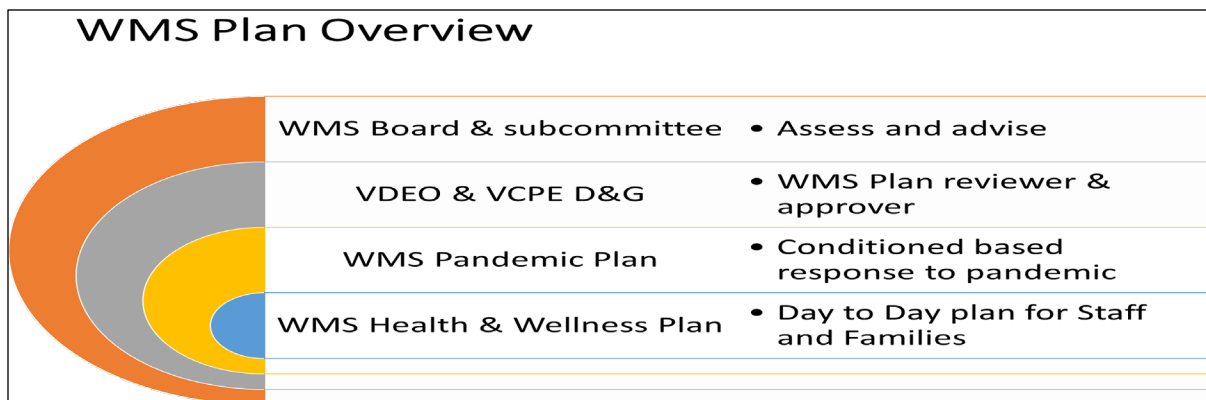 WMS Plan Overview
WMS Board & subcommittee
• Assess and advise
VDEO & VCPE D&G
• WMS Plan reviewer &
approver
WMS Pandemic Plan
• Conditioned based
response to pandemic
WMS Health & Wellness Plan
• Day to Day plan for Staff
and Families